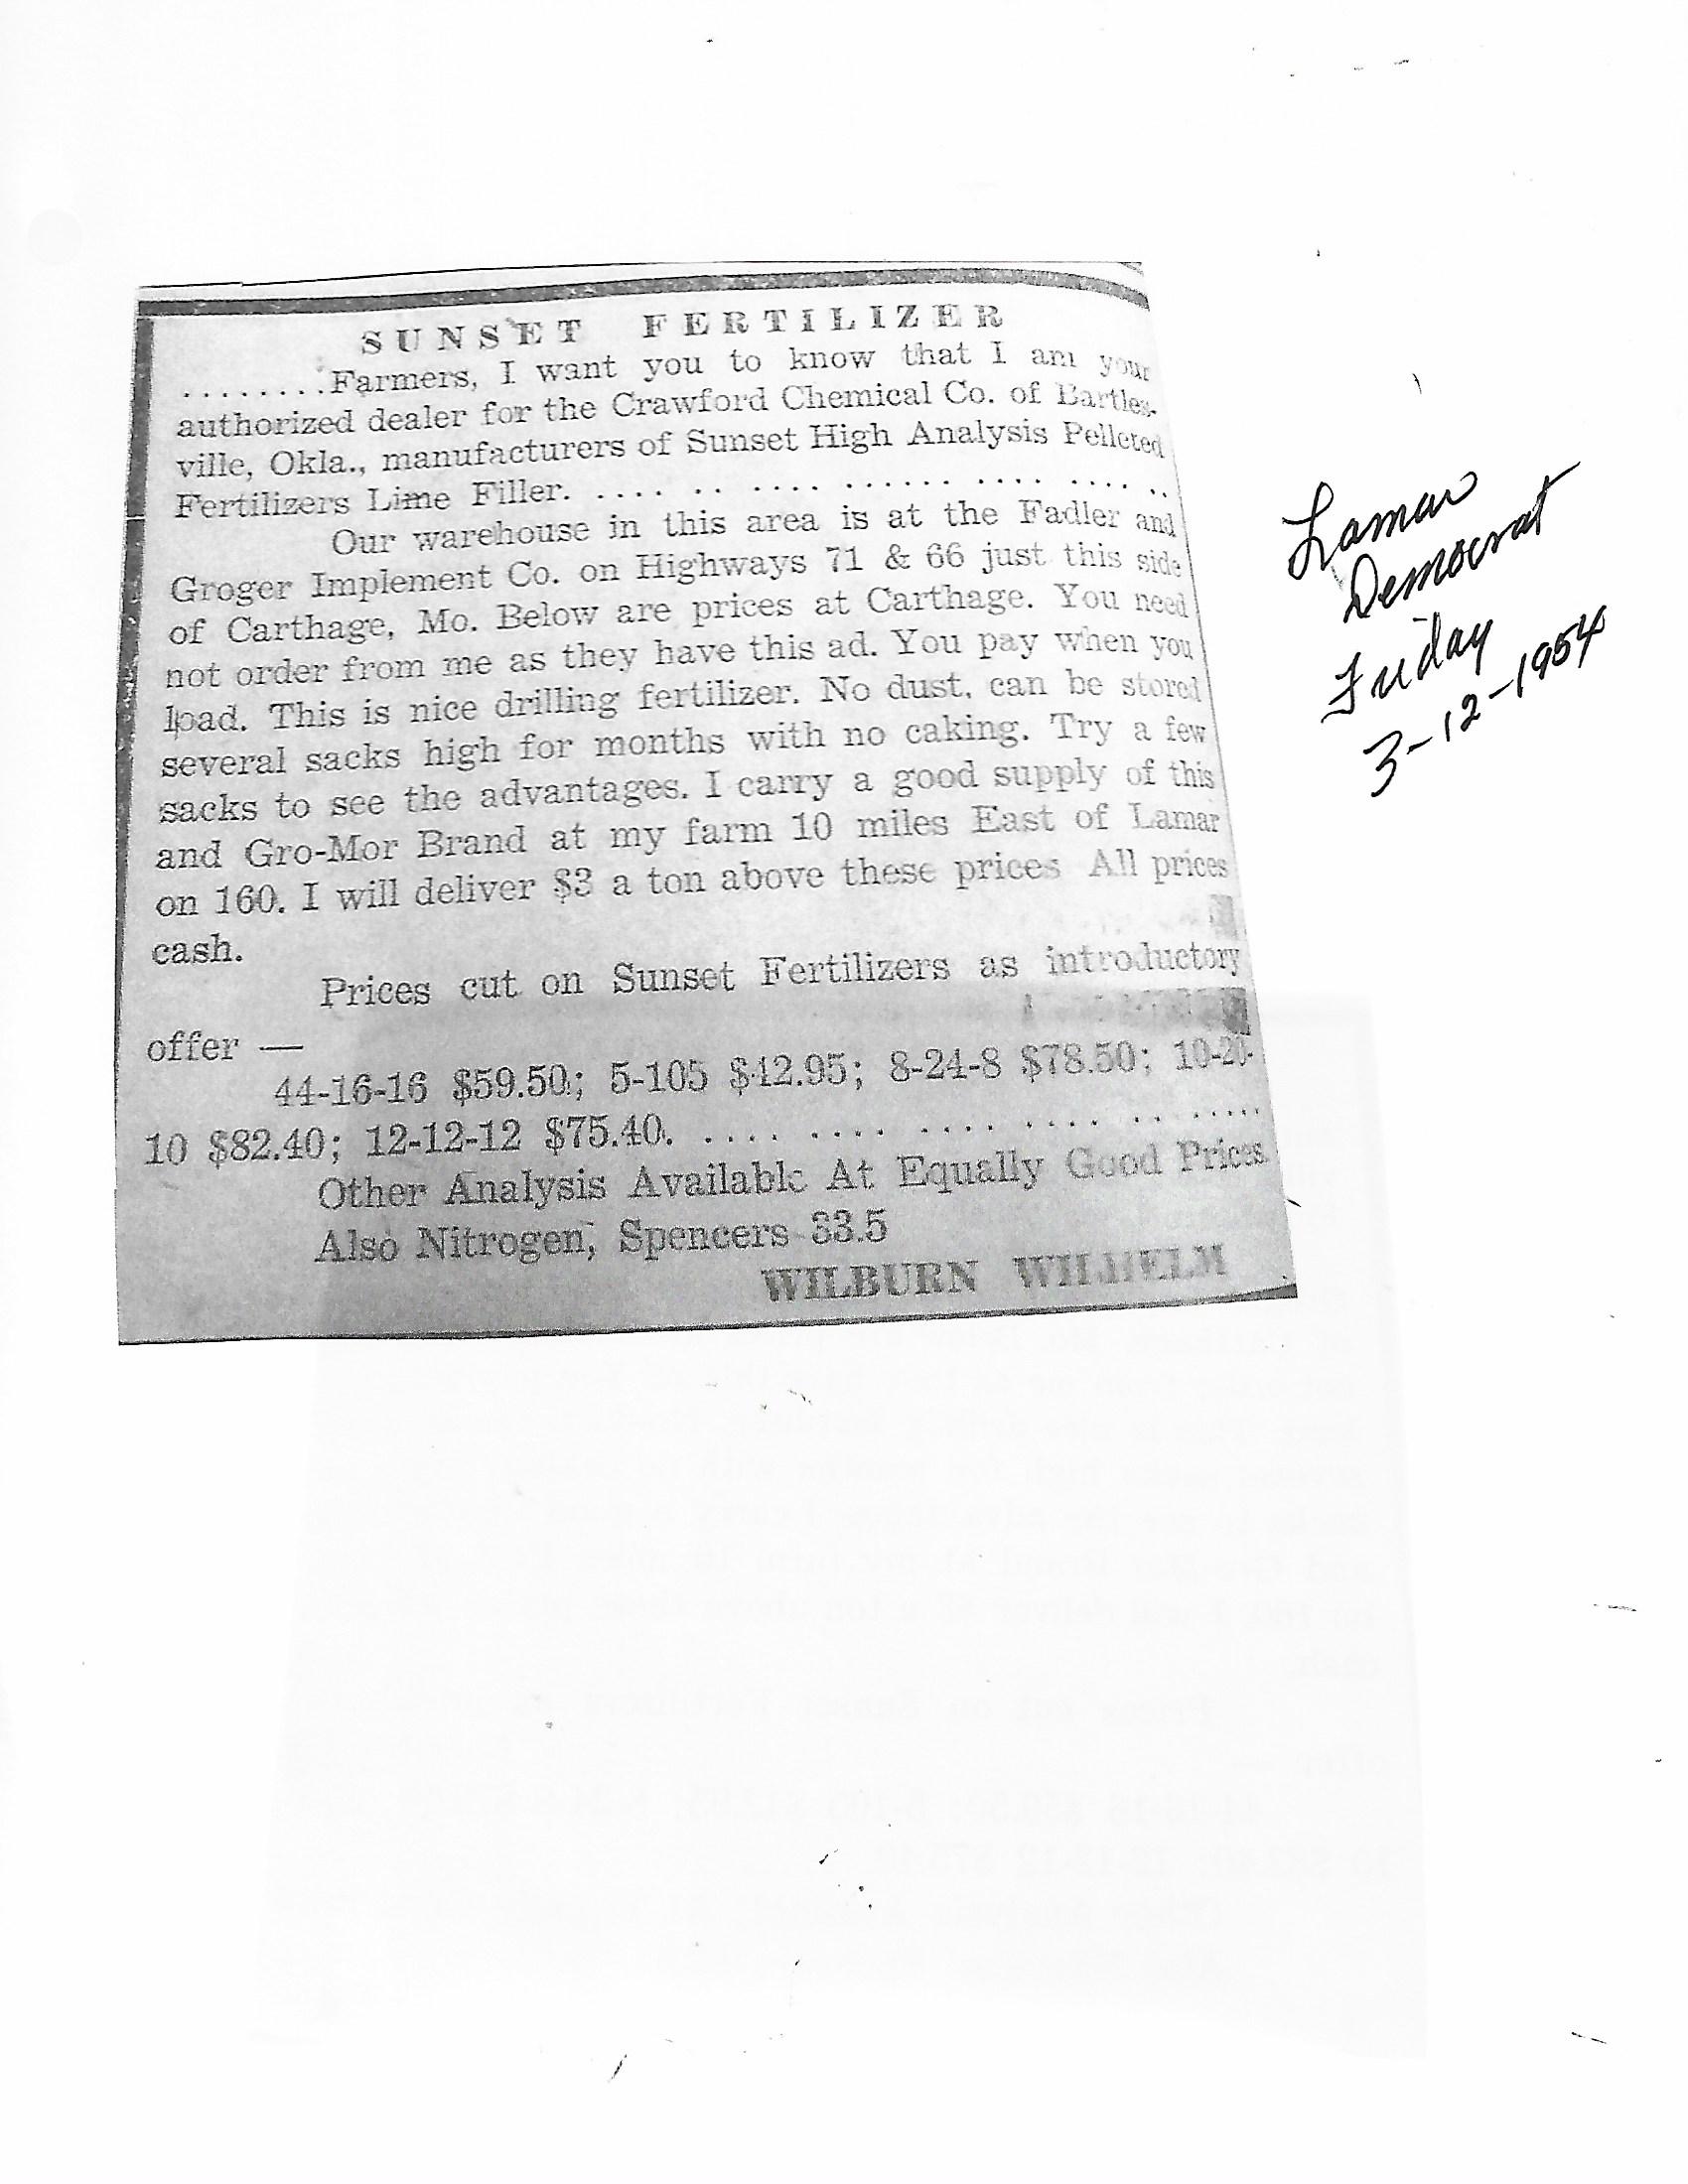 SUNSET FERTILIZER
........Farmers, I want you to know that I am your
authorized dealer for the Crawford Chemical Co. of Bartles-
ville, Okla., manufacturers of Sunset High Analysis Pelleted
Fertilizers Lime Filler. .... .. .... ...... .... .... ..
Our warehouse in this area is at the Fadler and
Groger Implement Co. on Highways 71 & 66 just this side
of Carthage, Mo. Below are prices at Carthage. You need
not order from me as they have this ad. You pay when you
load. This is nice drilling fertilizer. No dust, can be stored
several sacks high for months with no caking. Try a few
sacks to see the advantages. I carry a good supply of this
and Gro-Mor Brand at my farm 10 miles East of Lamar
on 160. I will deliver $3 a ton above these prices All prices
cash.
Prices cut on Sunset Fertilizers as introductory
offer —
44-16-16 $59.50; 5-105 $42.95; 8-24-8 $78.50; 10-20-
10 $82.40; 12-12-12 $75.40. .... .... .... .... .. .....
Other Analysis Available At Equally Good Prices.
Also Nitrogen, Spencers 33.5
WILBURN WILHELM
Lamar
Democrat
Friday
3-12-1954